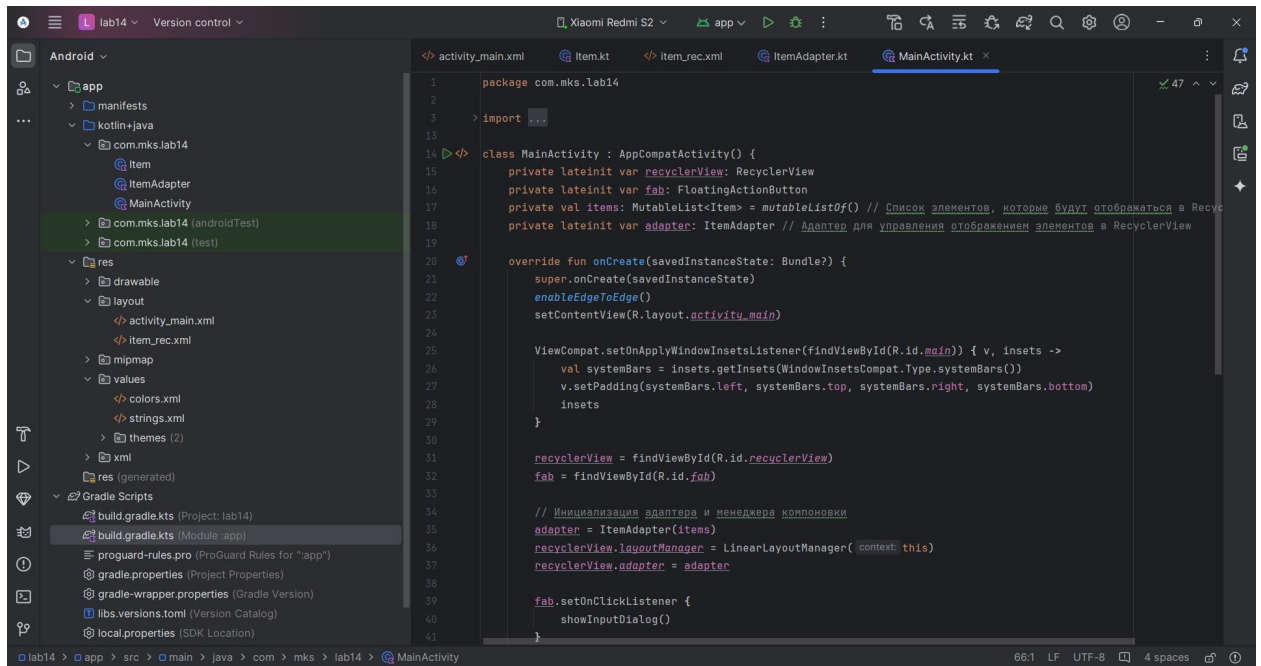 L lab14 Version control Xiaomi Redmi S2 app
Android
app
manifests
kotlin+java
com.mks.lab14
Item
ItemAdapter
MainActivity
com.mks.lab14 (androidTest)
com.mks.lab14 (test)
res
drawable
layout
activity_main.xml
item_rec.xml
mipmap
values
colors.xml
strings.xml
themes (2)
xml
res (generated)
Gradle Scripts
build.gradle.kts (Project: lab14)
build.gradle.kts (Module :app)
proguard-rules.pro (ProGuard Rules for ":app")
gradle.properties (Project Properties)
gradle-wrapper.properties (Gradle Version)
libs.versions.toml (Version Catalog)
local.properties (SDK Location)
activity_main.xml Item.kt item_rec.xml ItemAdapter.kt MainActivity.kt
47
1 package com.mks.lab14
2
3 import ...
13
14 class MainActivity : AppCompatActivity() {
15 private lateinit var recyclerView: RecyclerView
16 private lateinit var fab: FloatingActionButton
17 private val items: MutableList<Item> = mutableListOf() // Список элементов, которые будут отображаться в Recyc
18 private lateinit var adapter: ItemAdapter // Адаптер для управления отображением элементов в RecyclerView
19
20 override fun onCreate(savedInstanceState: Bundle?) {
21 super.onCreate(savedInstanceState)
22 enableEdgeToEdge()
23 setContentView(R.layout.activity_main)
24
25 ViewCompat.setOnApplyWindowInsetsListener(findViewById(R.id.main)) { v, insets ->
26 val systemBars = insets.getInsets(WindowInsetsCompat.Type.systemBars())
27 v.setPadding(systemBars.left, systemBars.top, systemBars.right, systemBars.bottom)
28 insets
29 }
30
31 recyclerView = findViewById(R.id.recyclerView)
32 fab = findViewById(R.id.fab)
33
34 // Инициализация адаптера и менеджера компоновки
35 adapter = ItemAdapter(items)
36 recyclerView.layoutManager = LinearLayoutManager( context: this)
37 recyclerView.adapter = adapter
38
39 fab.setOnClickListener {
40 showInputDialog()
41 }
lab14 > app > src > main > java > com > mks > lab14 > MainActivity 66:1 LF UTF-8 4 spaces